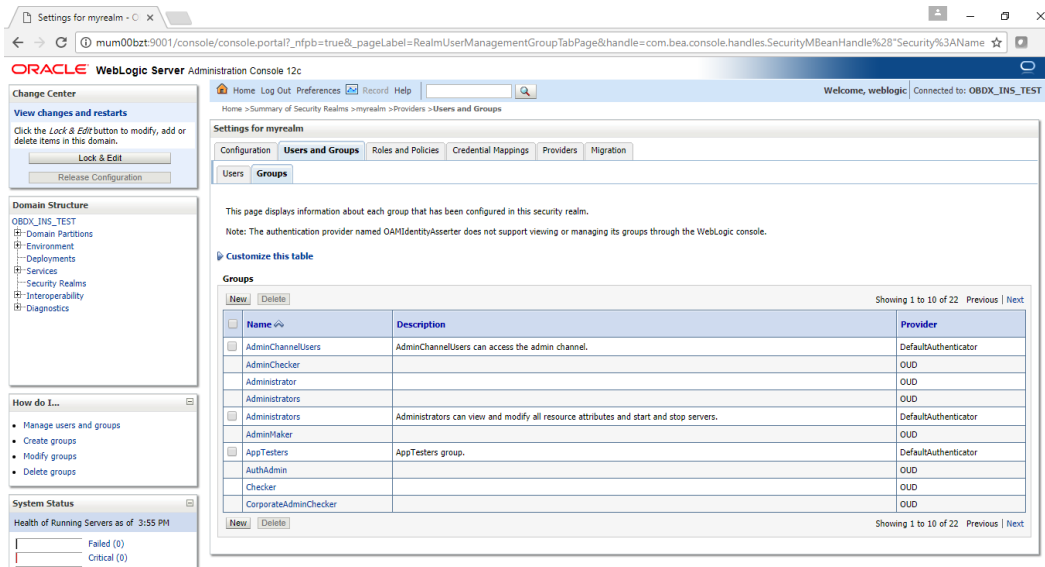 Settings for myrealm - O
mum00bzt:9001/console/console.portal?_nfpb=true&_pageLabel=RealmUserManagementGroupTabPage&handle=com.bea.console.handles.SecurityMBeanHandle%28"Security%3AName
ORACLE WebLogic Server Administration Console 12c
Change Center
View changes and restarts
Click the Lock & Edit button to modify, add or
delete items in this domain.
Lock & Edit
Release Configuration
Domain Structure
OBDX_INS_TEST
Domain Partitions
Environment
Deployments
Services
Security Realms
Interoperability
Diagnostics
How do I...
Manage users and groups
Create groups
Modify groups
Delete groups
System Status
Health of Running Servers as of 3:55 PM
Failed (0)
Critical (0)
Home Log Out Preferences Record Help
Welcome, weblogic Connected to: OBDX_INS_TEST
Home >Summary of Security Realms >myrealm >Providers >Users and Groups
Settings for myrealm
Configuration Users and Groups Roles and Policies Credential Mappings Providers Migration
Users Groups
This page displays information about each group that has been configured in this security realm.
Note: The authentication provider named OAMIdentityAsserter does not support viewing or managing its groups through the WebLogic console.
Customize this table
Groups
New Delete Showing 1 to 10 of 22 Previous | Next
Name Description Provider
AdminChannelUsers AdminChannelUsers can access the admin channel. DefaultAuthenticator
AdminChecker OUD
Administrator OUD
Administrators OUD
Administrators Administrators can view and modify all resource attributes and start and stop servers. DefaultAuthenticator
AdminMaker OUD
AppTesters AppTesters group. DefaultAuthenticator
AuthAdmin OUD
Checker OUD
CorporateAdminChecker OUD
New Delete Showing 1 to 10 of 22 Previous | Next